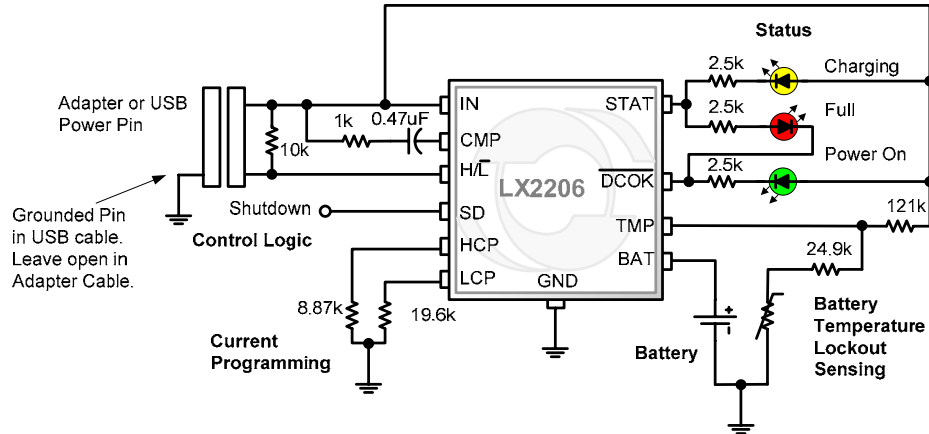 Status
2.5k
Charging
Adapter or USB
Power Pin
IN
STAT
1k
0.47uF
2.5k
Full
10k
CMP
Power On
H/L̅
2.5k
D̅C̅O̅K̅
LX2206
Grounded Pin
in USB cable.
Leave open in
Adapter Cable.
Shutdown
SD
Control Logic
TMP
121k
HCP
24.9k
BAT
LCP
GND
8.87k
19.6k
Current
Programming
+
-
Battery
Battery
Temperature
Lockout
Sensing